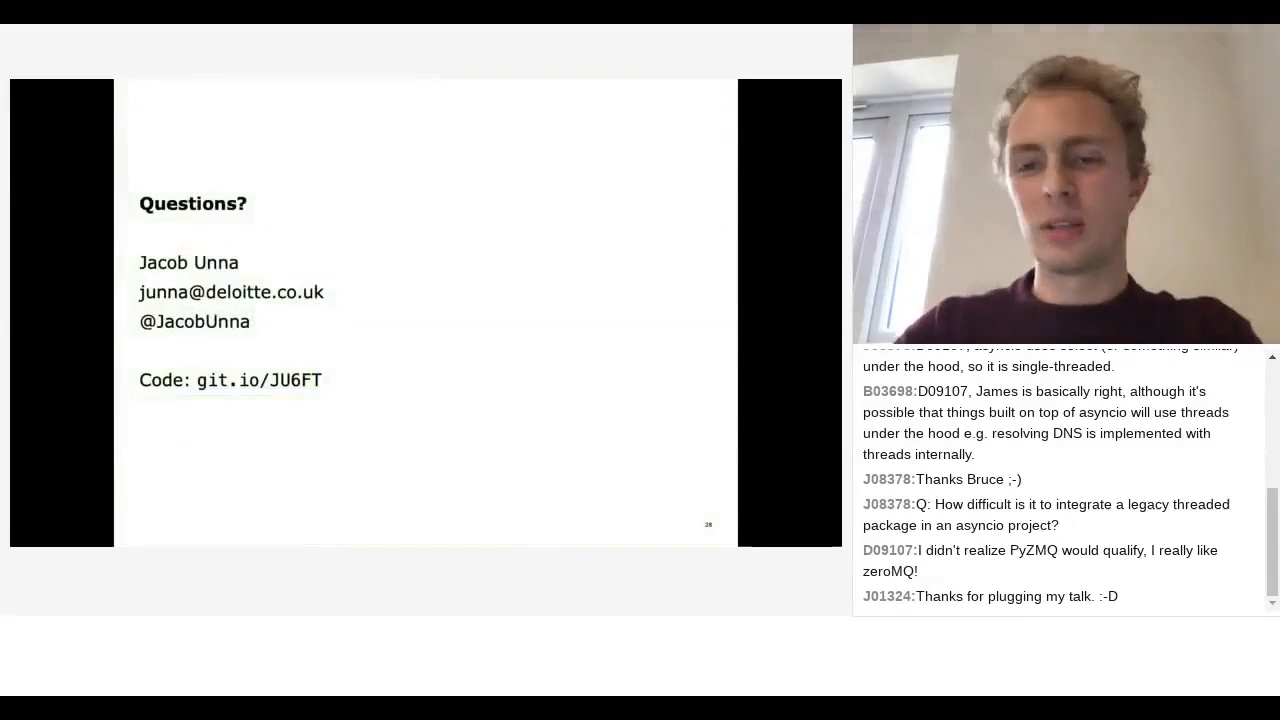 Questions?
Jacob Unna
junna@deloitte.co.uk
@JacobUnna
Code: git.io/JU6FT
28
under the hood, so it is single-threaded.
B03698:D09107, James is basically right, although it's
possible that things built on top of asyncio will use threads
under the hood e.g. resolving DNS is implemented with
threads internally.
J08378:Thanks Bruce ;-)
J08378:Q: How difficult is it to integrate a legacy threaded
package in an asyncio project?
D09107:I didn't realize PyZMQ would qualify, I really like
zeroMQ!
J01324:Thanks for plugging my talk. :-D